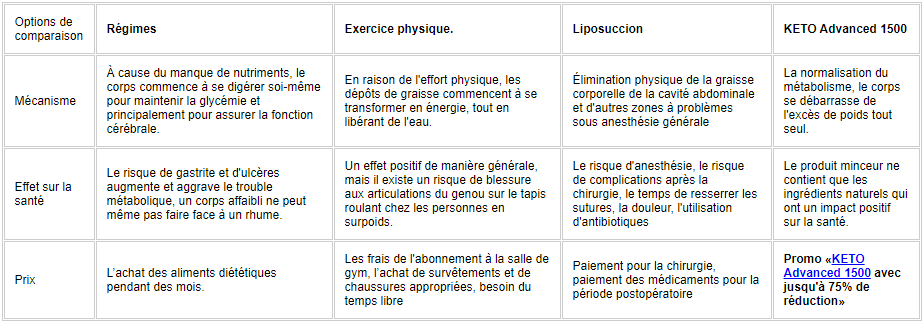 Options de
comparaison
Régimes
Exercice physique.
Liposuccion
KETO Advanced 1500
Mécanisme
À cause du manque de nutriments, le
corps commence à se digérer soi-même
pour maintenir la glycémie et
principalement pour assurer la fonction
cérébrale.
En raison de l'effort physique, les
dépôts de graisse commencent à se
transformer en énergie, tout en
libérant de l'eau.
Élimination physique de la graisse
corporelle de la cavité abdominale
et d'autres zones à problèmes
sous anesthésie générale
La normalisation du
métabolisme, le corps
se débarrasse de
l'excès de poids tout
seul.
Effet sur la
santé
Le risque de gastrite et d'ulcères
augmente et aggrave le trouble
métabolique, un corps affaibli ne peut
même pas faire face à un rhume.
Un effet positif de manière générale,
mais il existe un risque de blessure
aux articulations du genou sur le tapis
roulant chez les personnes en
surpoids.
Le risque d'anesthésie, le risque
de complications après la
chirurgie, le temps de resserrer les
sutures, la douleur, l'utilisation
d'antibiotiques
Le produit minceur ne
contient que les
ingrédients naturels qui
ont un impact positif
sur la santé.
Prix
L'achat des aliments diététiques
pendant des mois.
Les frais de l'abonnement à la salle de
gym, l'achat de survêtements et de
chaussures appropriées, besoin du
temps libre
Paiement pour la chirurgie,
paiement des médicaments pour la
période postopératoire
Promo «KETO
Advanced 1500 avec
jusqu'à 75% de
réduction»